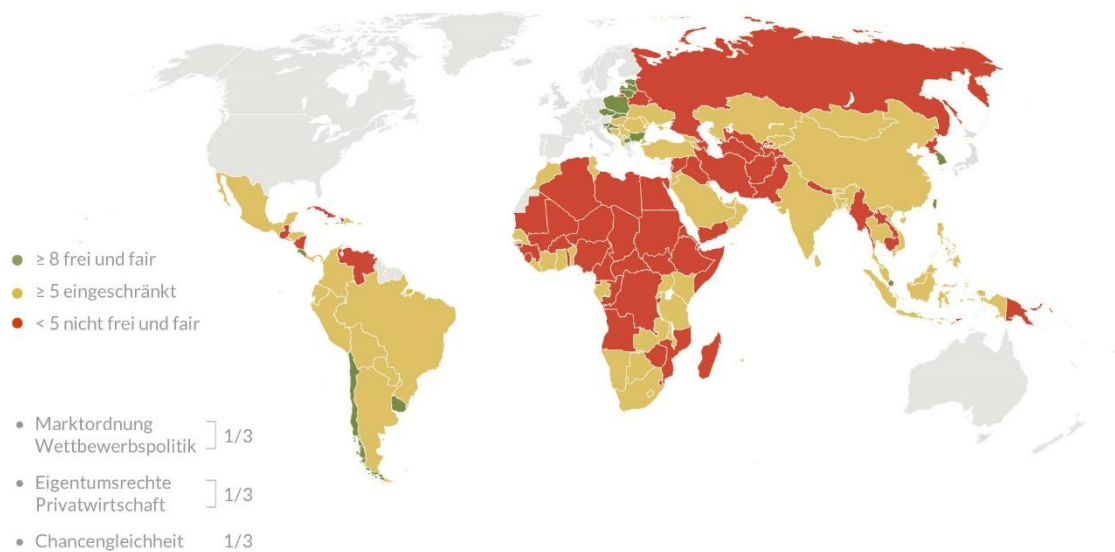 ≥ 8 frei und fair
≥ 5 eingeschränkt
< 5 nicht frei und fair
Marktordnung
Wettbewerbspolitik
1/3
Eigentumsrechte
Privatwirtschaft
1/3
Chancengleichheit 1/3